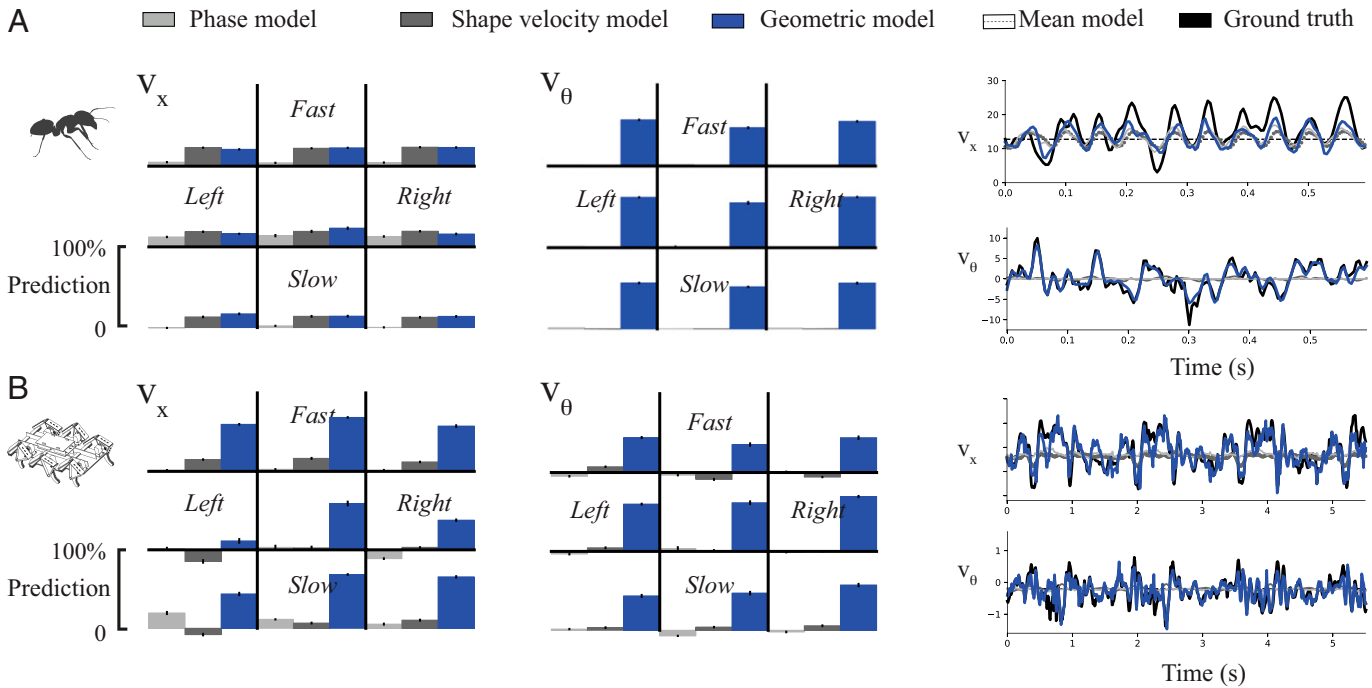 A
Phase model
Shape velocity model
Geometric model
Mean model
Ground truth
Vx
Fast
Left
Right
100%
Prediction
0
Slow
Vθ
Fast
Left
Right
Slow
30
20
10
0
Vx
0.0 0.1 0.2 0.3 0.4 0.5
10
5
0
−5
−10
Vθ
0.0 0.1 0.2 0.3 0.4 0.5
Time (s)
B
Vx
Fast
Left
Right
100%
Prediction
0
Slow
Vθ
Fast
Left
Right
Slow
Vx
0 1 2 3 4 5
1
0
−1
Vθ
0 1 2 3 4 5
Time (s)